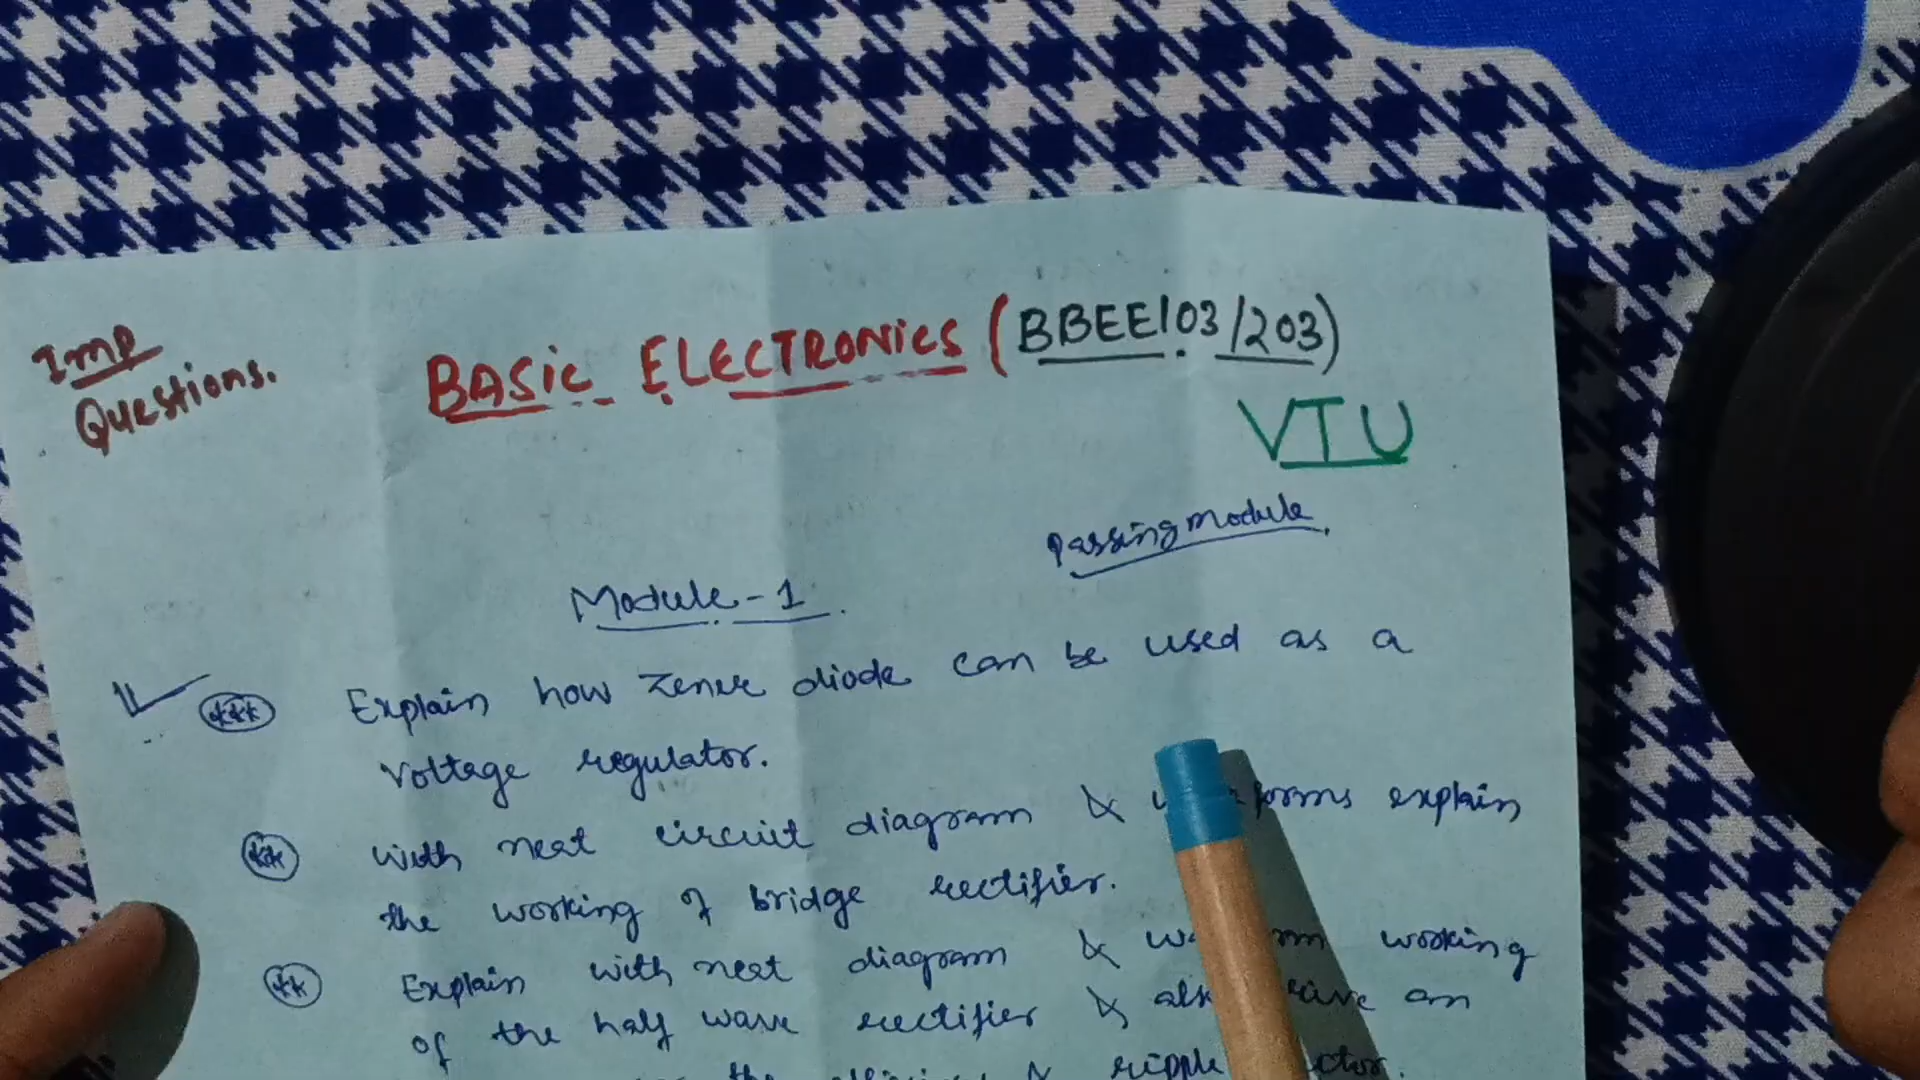 Imp
Questions.
BASIC ELECTRONICS (BBEE103/203)
VTU
Passing Module.
Module-1.
*** Explain how Zener diode can be used as a
Voltage regulator.
** with neat circuit diagram & explain
the working of bridge rectifier.
** Explain with neat diagram & working
of the half wave rectifier & an
the & ripple